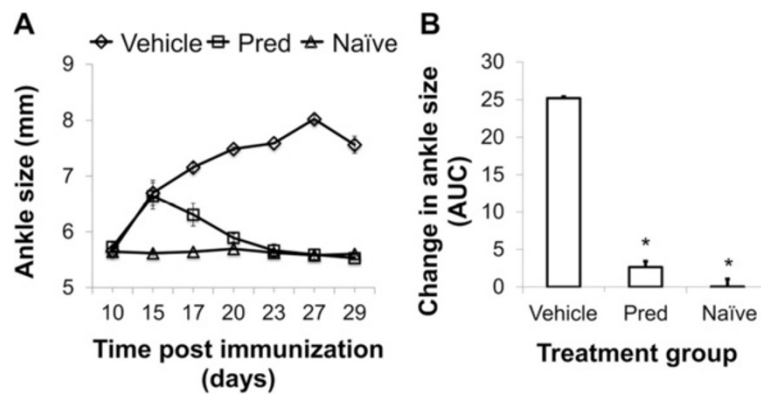 A
Vehicle Pred Naïve
Ankle size (mm)
9
8
7
6
5
10 15 17 20 23 27 29
Time post immunization
(days)
B
Change in ankle size
(AUC)
30
25
20
15
10
5
0
*
*
Vehicle Pred Naïve
Treatment group